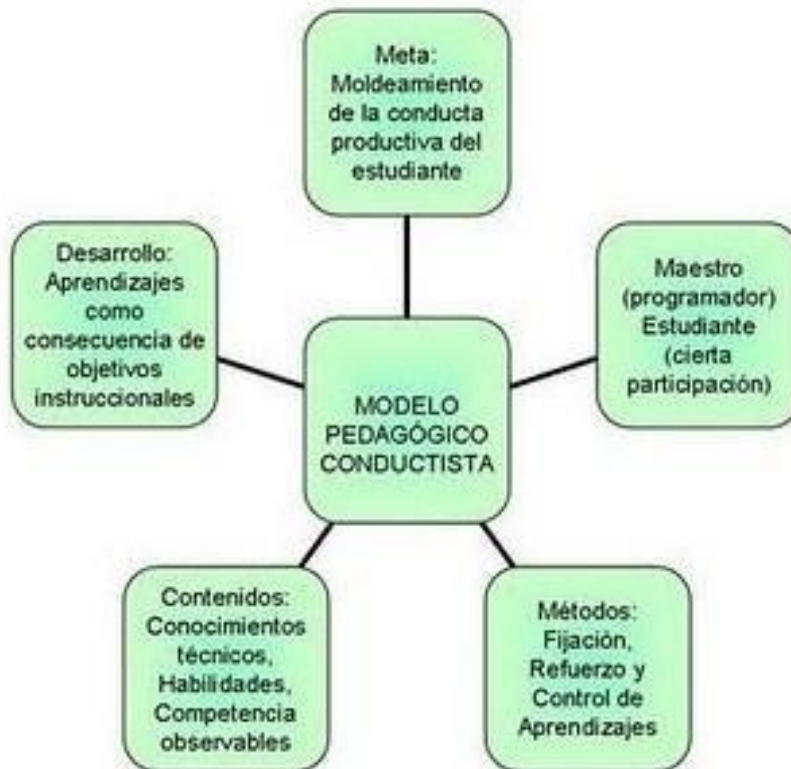 Meta:
Moldeamiento
de la conducta
productiva del
estudiante
Desarrollo:
Aprendizajes
como
consecuencia de
objetivos
instruccionales
Maestro
(programador)
Estudiante
(cierta
participación)
MODELO
PEDAGÓGICO
CONDUCTISTA
Contenidos:
Conocimientos
técnicos,
Habilidades,
Competencia
observables
Métodos:
Fijación,
Refuerzo y
Control de
Aprendizajes